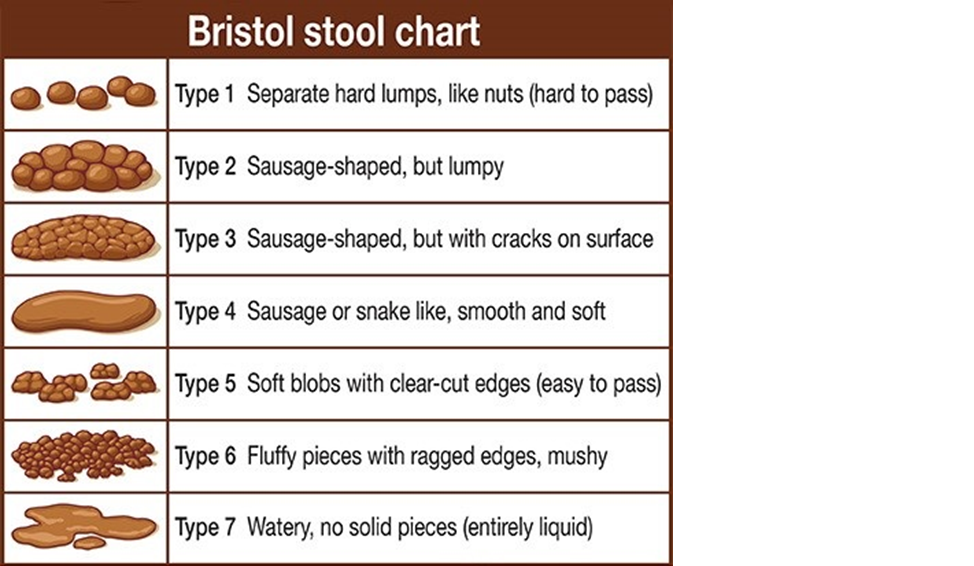 Bristol stool chart
Type 1 Separate hard lumps, like nuts (hard to pass)
Type 2 Sausage-shaped, but lumpy
Type 3 Sausage-shaped, but with cracks on surface
Type 4 Sausage or snake like, smooth and soft
Type 5 Soft blobs with clear-cut edges (easy to pass)
Type 6 Fluffy pieces with ragged edges, mushy
Type 7 Watery, no solid pieces (entirely liquid)